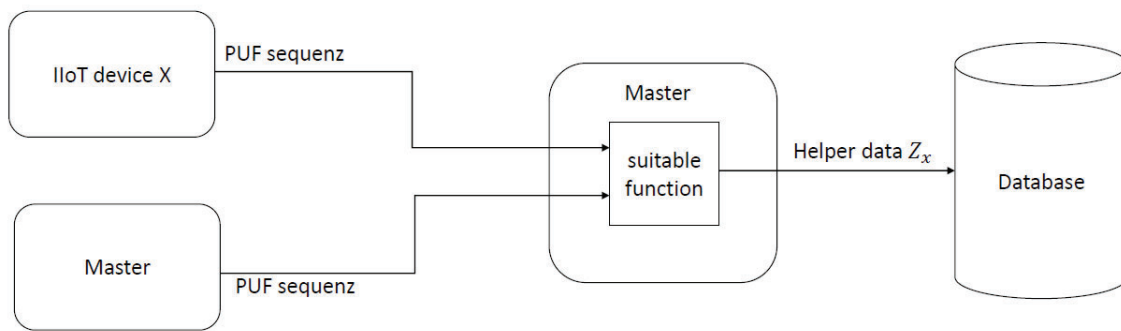 IIoT device X
PUF sequenz
Master
PUF sequenz
Master
suitable
function
Helper data Z_x
Database